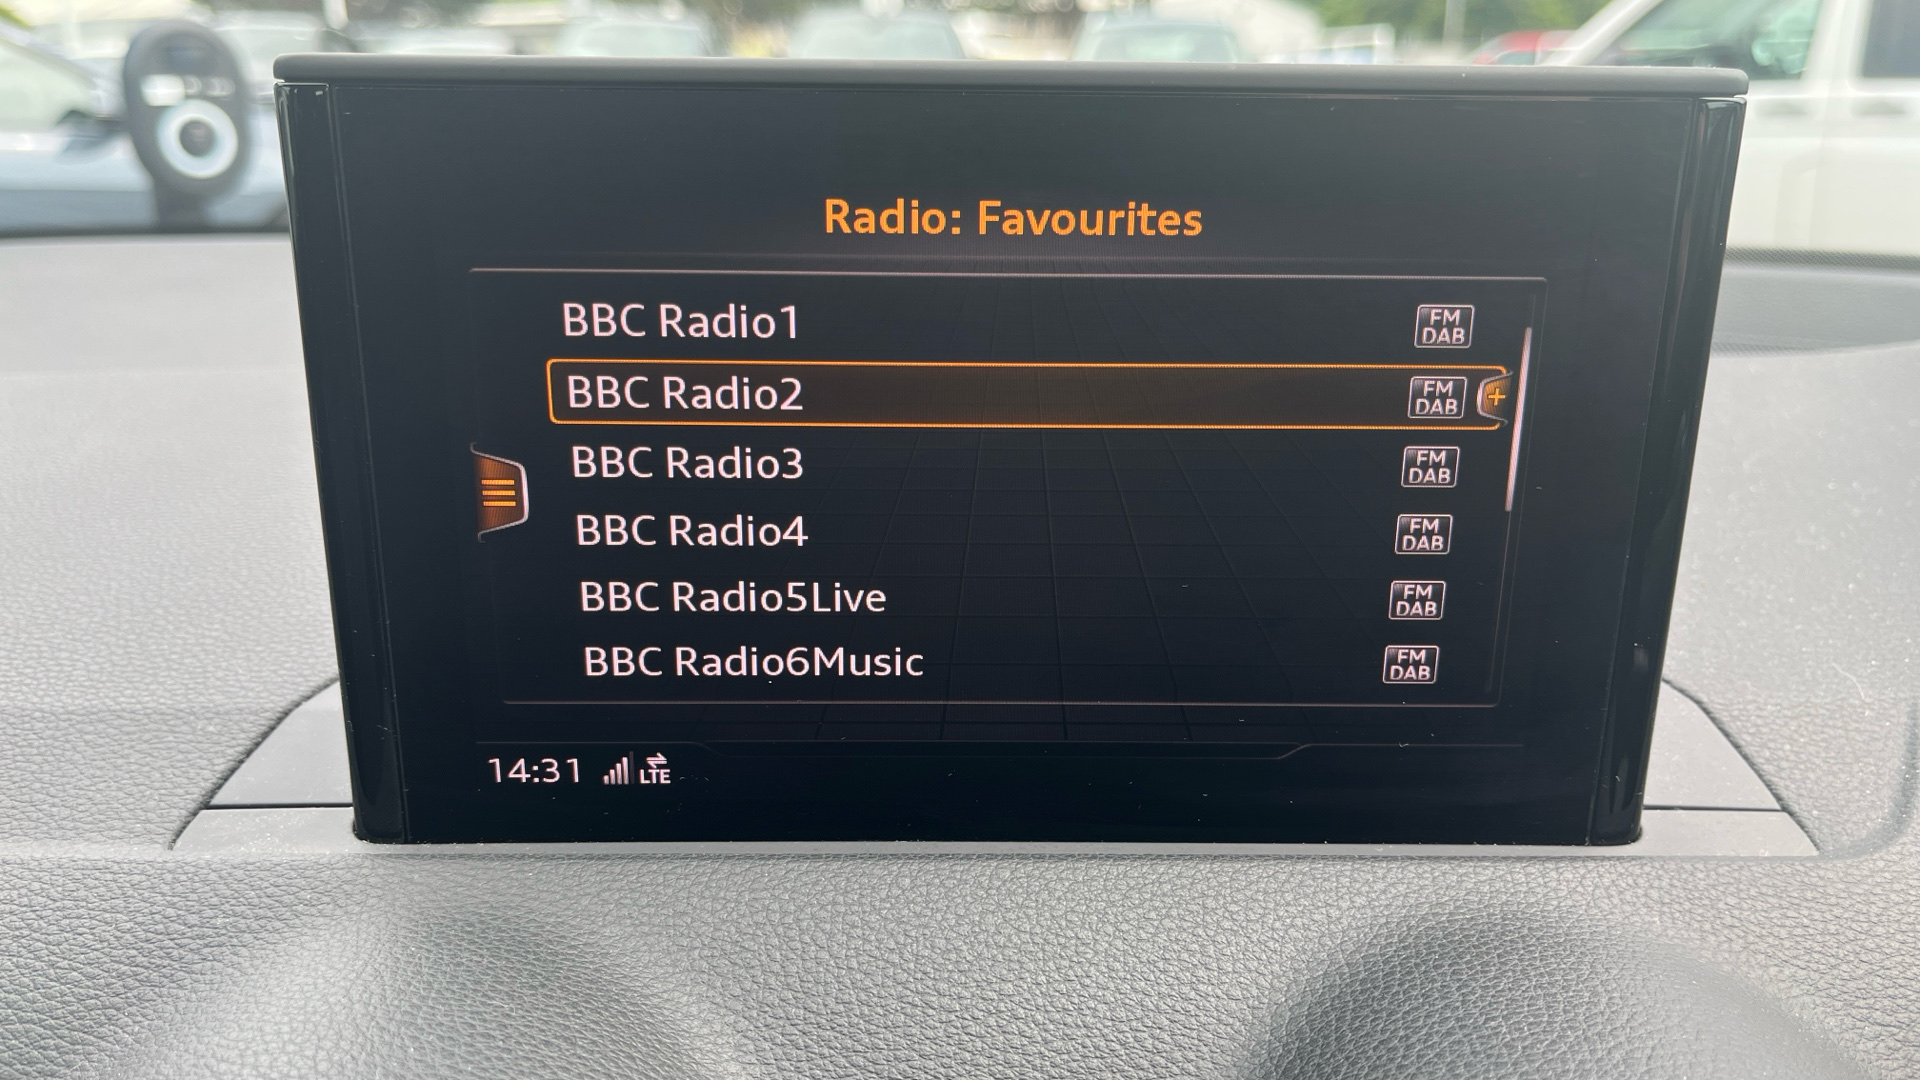 Radio: Favourites
BBC Radio1
FM
DAB
BBC Radio2
FM
DAB
+
BBC Radio3
FM
DAB
BBC Radio4
FM
DAB
BBC Radio5Live
FM
DAB
BBC Radio6Music
FM
DAB
14:31
LTE